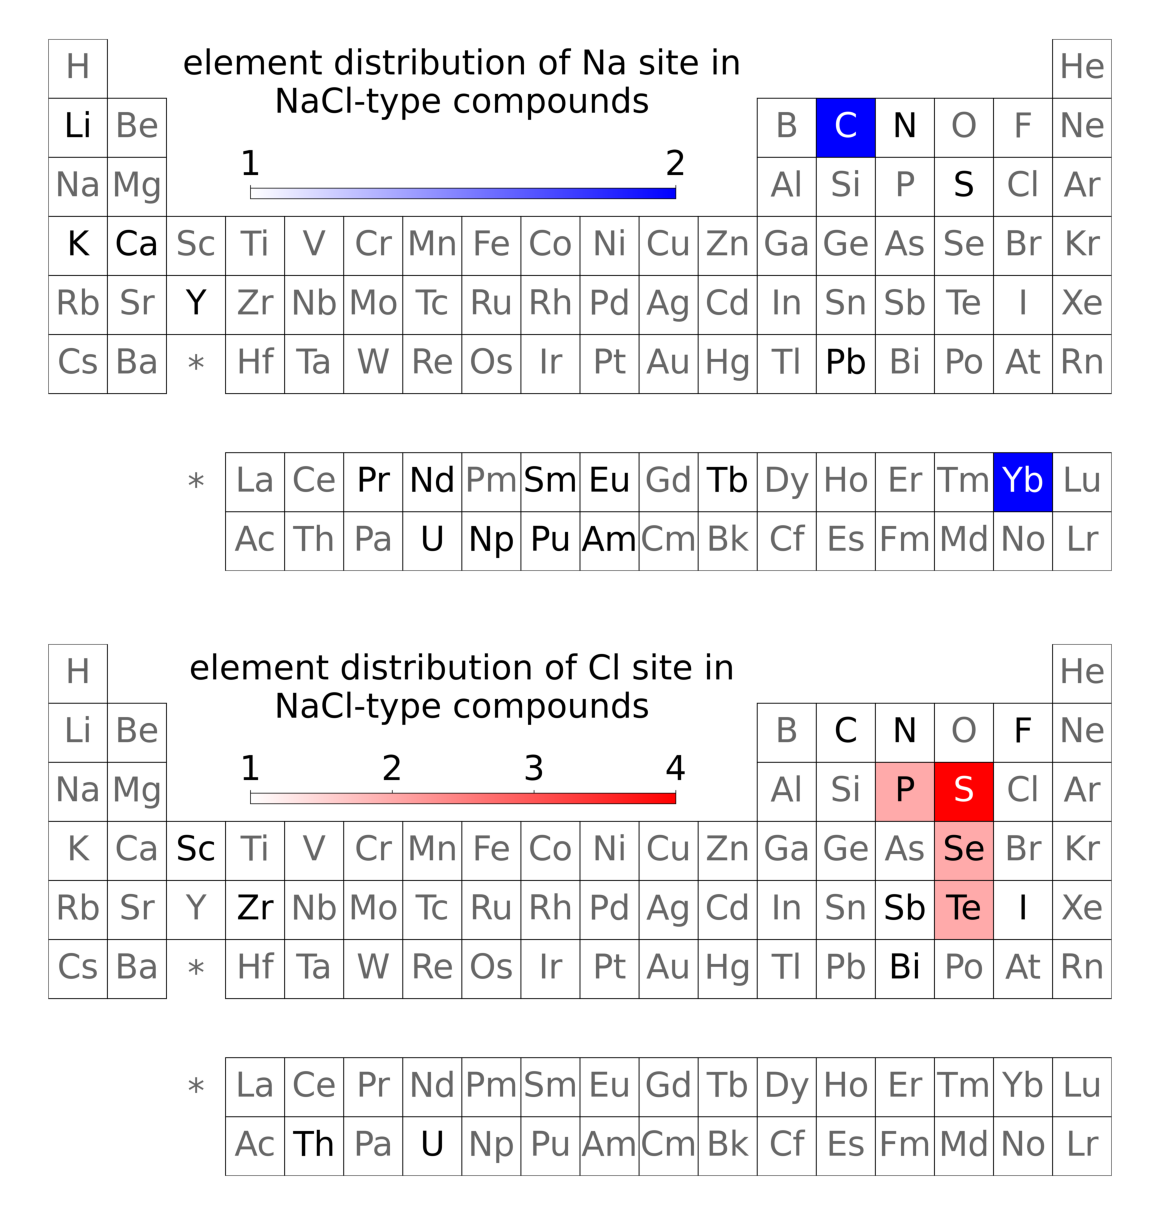 H He
element distribution of Na site in
NaCl-type compounds
Li Be B C N O F Ne
1 2
Na Mg Al Si P S Cl Ar
K Ca Sc Ti V Cr Mn Fe Co Ni Cu Zn Ga Ge As Se Br Kr
Rb Sr Y Zr Nb Mo Tc Ru Rh Pd Ag Cd In Sn Sb Te I Xe
Cs Ba * Hf Ta W Re Os Ir Pt Au Hg Tl Pb Bi Po At Rn
* La Ce Pr Nd Pm Sm Eu Gd Tb Dy Ho Er Tm Yb Lu
Ac Th Pa U Np Pu Am Cm Bk Cf Es Fm Md No Lr
H He
element distribution of Cl site in
NaCl-type compounds
Li Be B C N O F Ne
1 2 3 4
Na Mg Al Si P S Cl Ar
K Ca Sc Ti V Cr Mn Fe Co Ni Cu Zn Ga Ge As Se Br Kr
Rb Sr Y Zr Nb Mo Tc Ru Rh Pd Ag Cd In Sn Sb Te I Xe
Cs Ba * Hf Ta W Re Os Ir Pt Au Hg Tl Pb Bi Po At Rn
* La Ce Pr Nd Pm Sm Eu Gd Tb Dy Ho Er Tm Yb Lu
Ac Th Pa U Np Pu Am Cm Bk Cf Es Fm Md No Lr